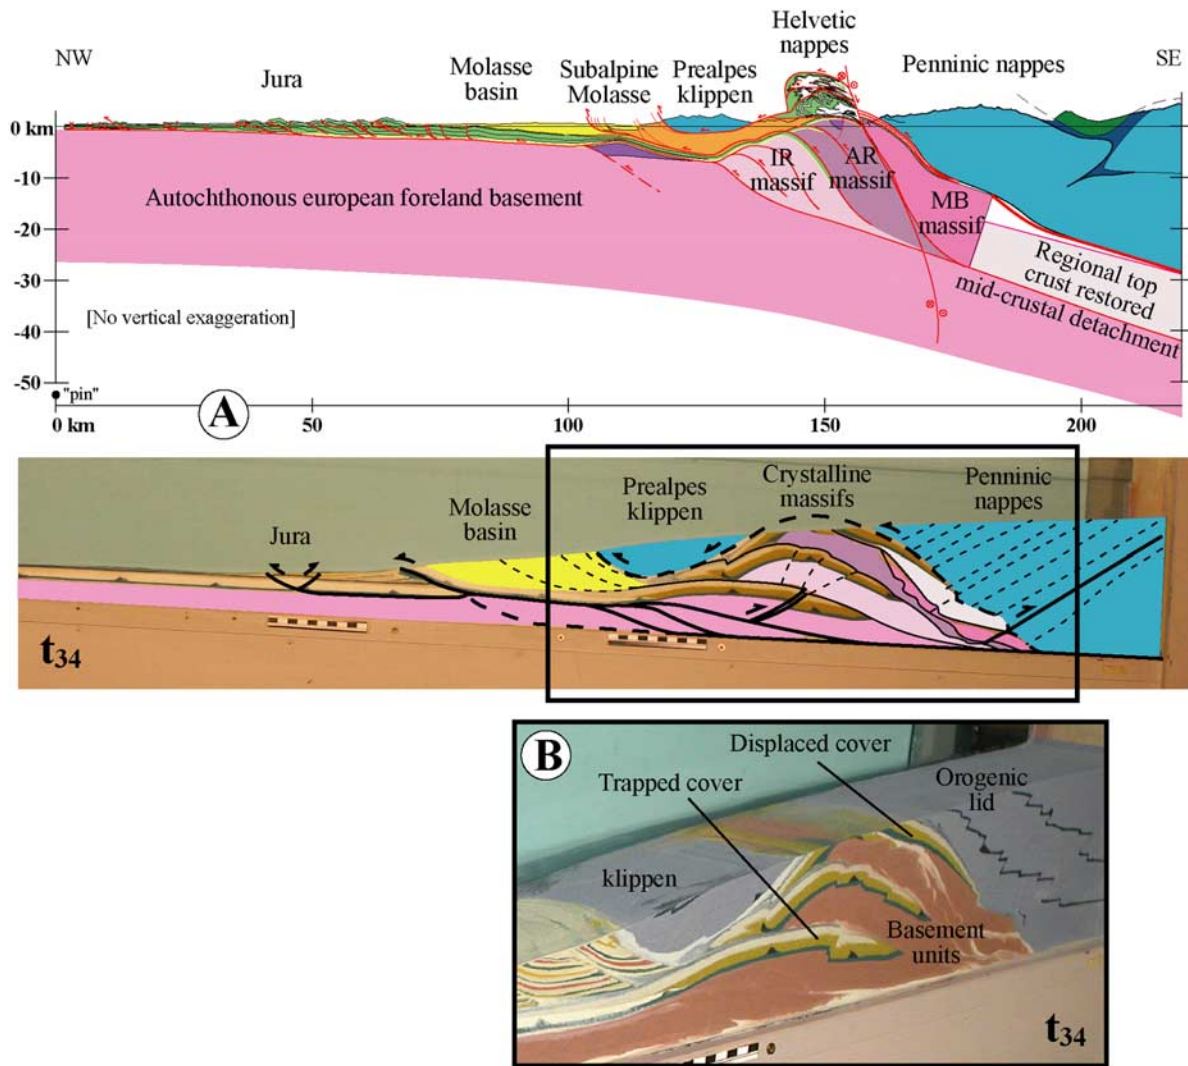 NW
Jura
Molasse
basin
Subalpine
Molasse
Prealpes
klippen
Helvetic
nappes
Penninic nappes
SE
0 km
-10
-20
-30
-40
-50
Autochthonous european foreland basement
IR
massif
AR
massif
MB
massif
Regional top
crust restored
mid-crustal detachment
[No vertical exaggeration]
"pin"
A
0 km
50
100
150
200
Jura
Molasse
basin
Prealpes
klippen
Crystalline
massifs
Penninic
nappes
t34
B
Displaced cover
Trapped cover
Orogenic
lid
klippen
Basement
units
t34